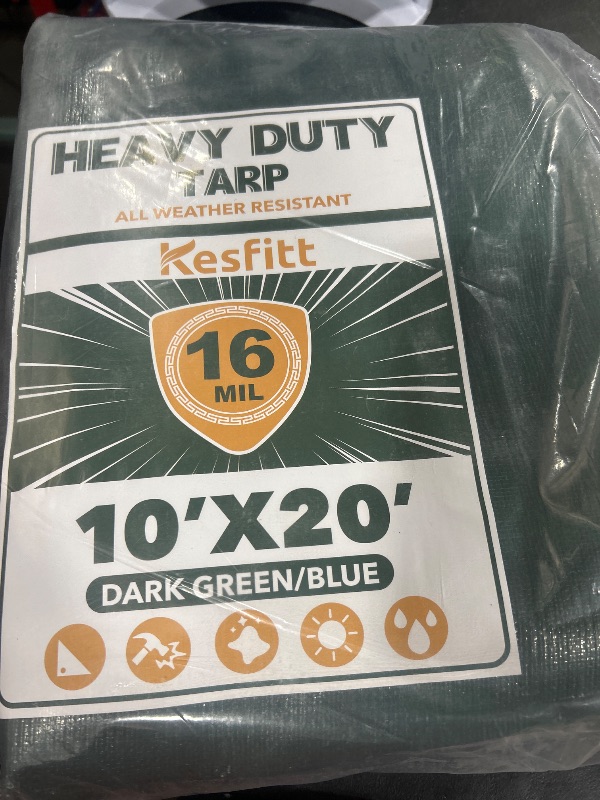 HEAVY DUTY
TARP
ALL WEATHER RESISTANT
Kesfitt
16
MIL
10'X20'
DARK GREEN/BLUE